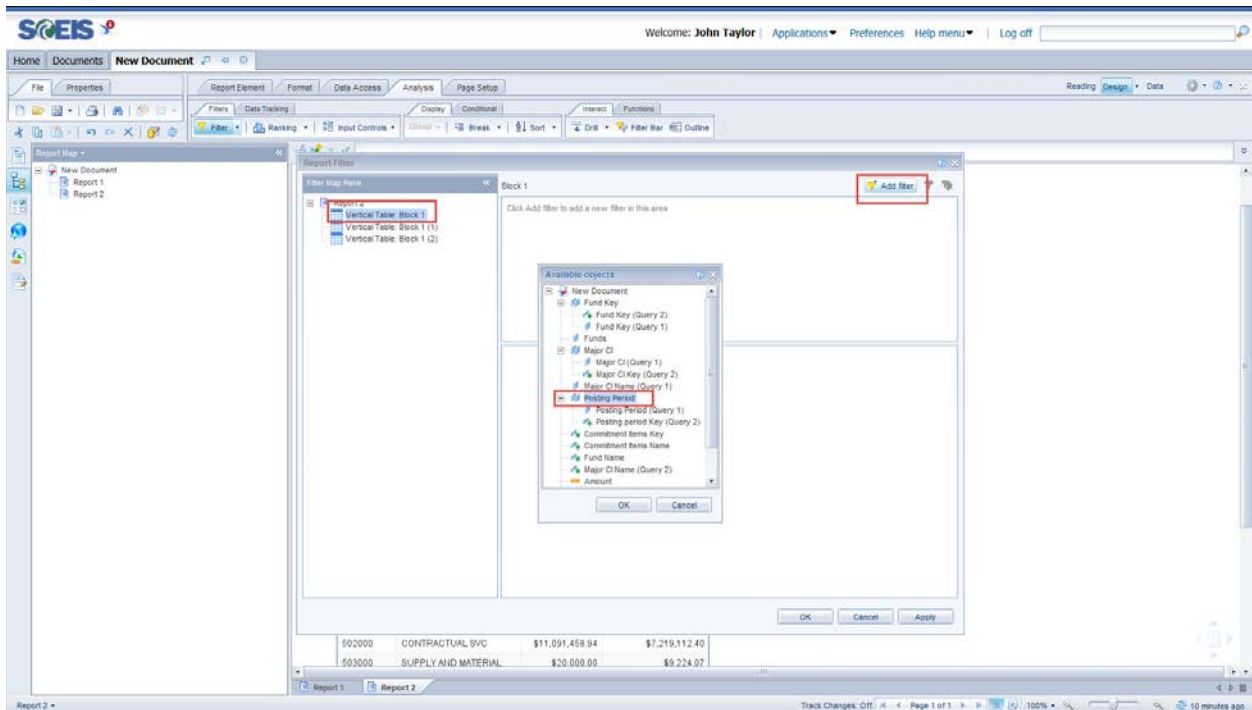 SCEIS
Welcome: John Taylor | Applications Preferences Help menu | Log off
Home Documents New Document
File Properties Report Element Format Data Access Analysis Page Setup Reading Design Data
Filters Data Tracking Display Conditional Interact Functions
Filter Ranking Input Controls Group Break Sort Drill Filter Bar Outline
Report Map
New Document
Report 1
Report 2
Report Filter
Filter Map Pane
Report 2
Vertical Table: Block 1
Vertical Table: Block 1 (1)
Vertical Table: Block 1 (2)
Block 1
Add filter
Click Add filter to add a new filter in this area
Available objects
New Document
Fund Key
Fund Key (Query 2)
Fund Key (Query 1)
Funds
Major CI
Major CI (Query 1)
Major CI Key (Query 2)
Major CI Name (Query 1)
Posting Period
Posting Period (Query 1)
Posting period Key (Query 2)
Commitment Items Key
Commitment Items Name
Fund Name
Major CI Name (Query 2)
Amount
OK Cancel
OK Cancel Apply
502000 CONTRACTUAL SVC $11,091,459.94 $7,219,112.40
503000 SUPPLY AND MATERIAL $20,000.00 $9,224.07
Report 1 Report 2
Report 2 Track Changes: Off Page 1 of 1 100% 10 minutes ago